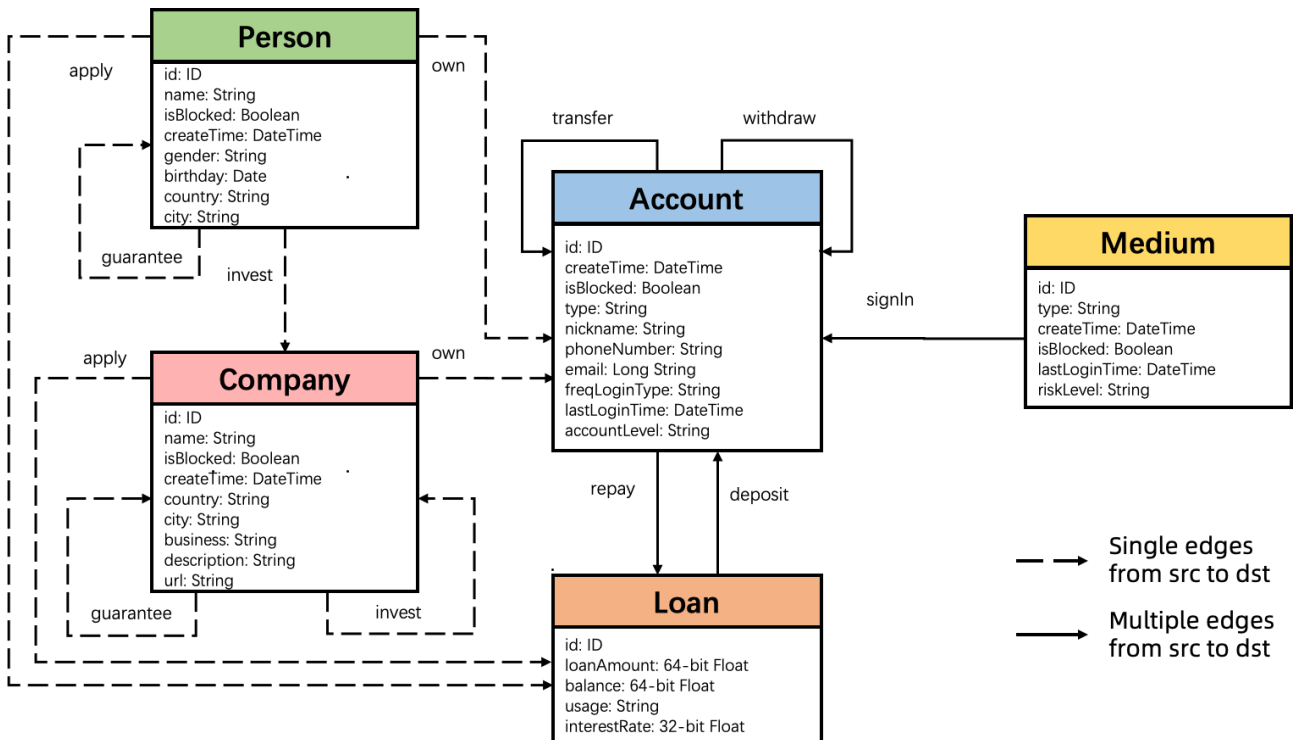 Person
apply
own
id: ID
name: String
isBlocked: Boolean
createTime: DateTime
gender: String
birthday: Date
country: String
city: String
guarantee
invest
transfer
withdraw
Account
id: ID
createTime: DateTime
isBlocked: Boolean
type: String
nickname: String
phoneNumber: String
email: Long String
freqLoginType: String
lastLoginTime: DateTime
accountLevel: String
signIn
Medium
id: ID
type: String
createTime: DateTime
isBlocked: Boolean
lastLoginTime: DateTime
riskLevel: String
apply
own
Company
id: ID
name: String
isBlocked: Boolean
createTime: DateTime
country: String
city: String
business: String
description: String
url: String
guarantee
invest
repay
deposit
Loan
id: ID
loanAmount: 64-bit Float
balance: 64-bit Float
usage: String
interestRate: 32-bit Float
Single edges
from src to dst
Multiple edges
from src to dst